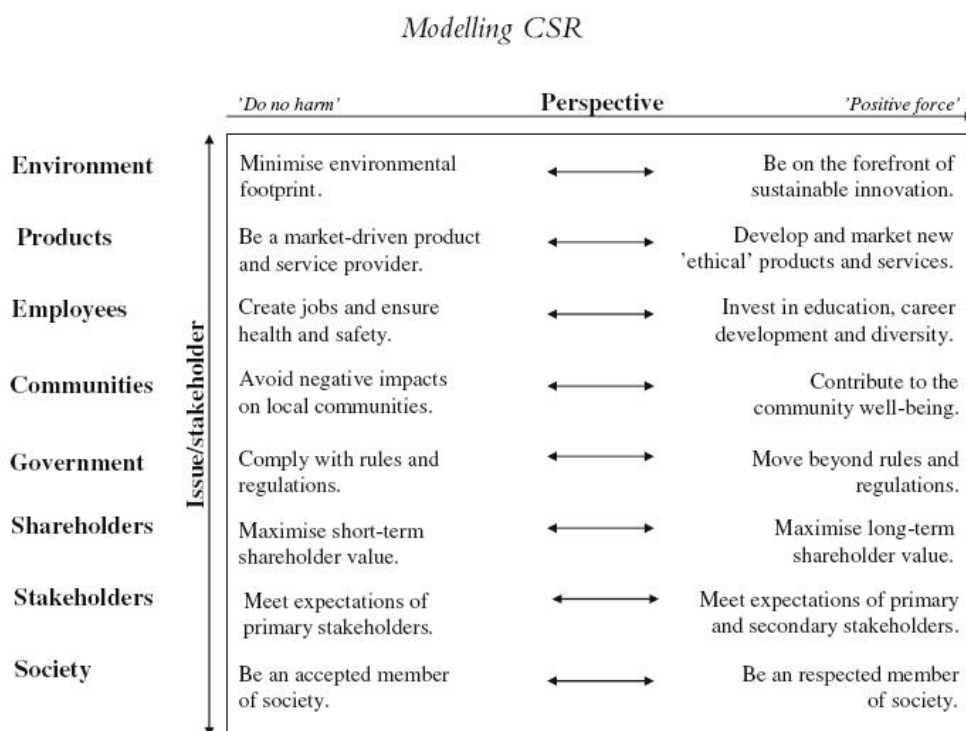 Modelling CSR
'Do no harm'
Perspective
'Positive force'
Issue/stakeholder
Environment
Minimise environmental
footprint.
Be on the forefront of
sustainable innovation.
Products
Be a market-driven product
and service provider.
Develop and market new
'ethical' products and services.
Employees
Create jobs and ensure
health and safety.
Invest in education, career
development and diversity.
Communities
Avoid negative impacts
on local communities.
Contribute to the
community well-being.
Government
Comply with rules and
regulations.
Move beyond rules and
regulations.
Shareholders
Maximise short-term
shareholder value.
Maximise long-term
shareholder value.
Stakeholders
Meet expectations of
primary stakeholders.
Meet expectations of primary
and secondary stakeholders.
Society
Be an accepted member
of society.
Be an respected member
of society.